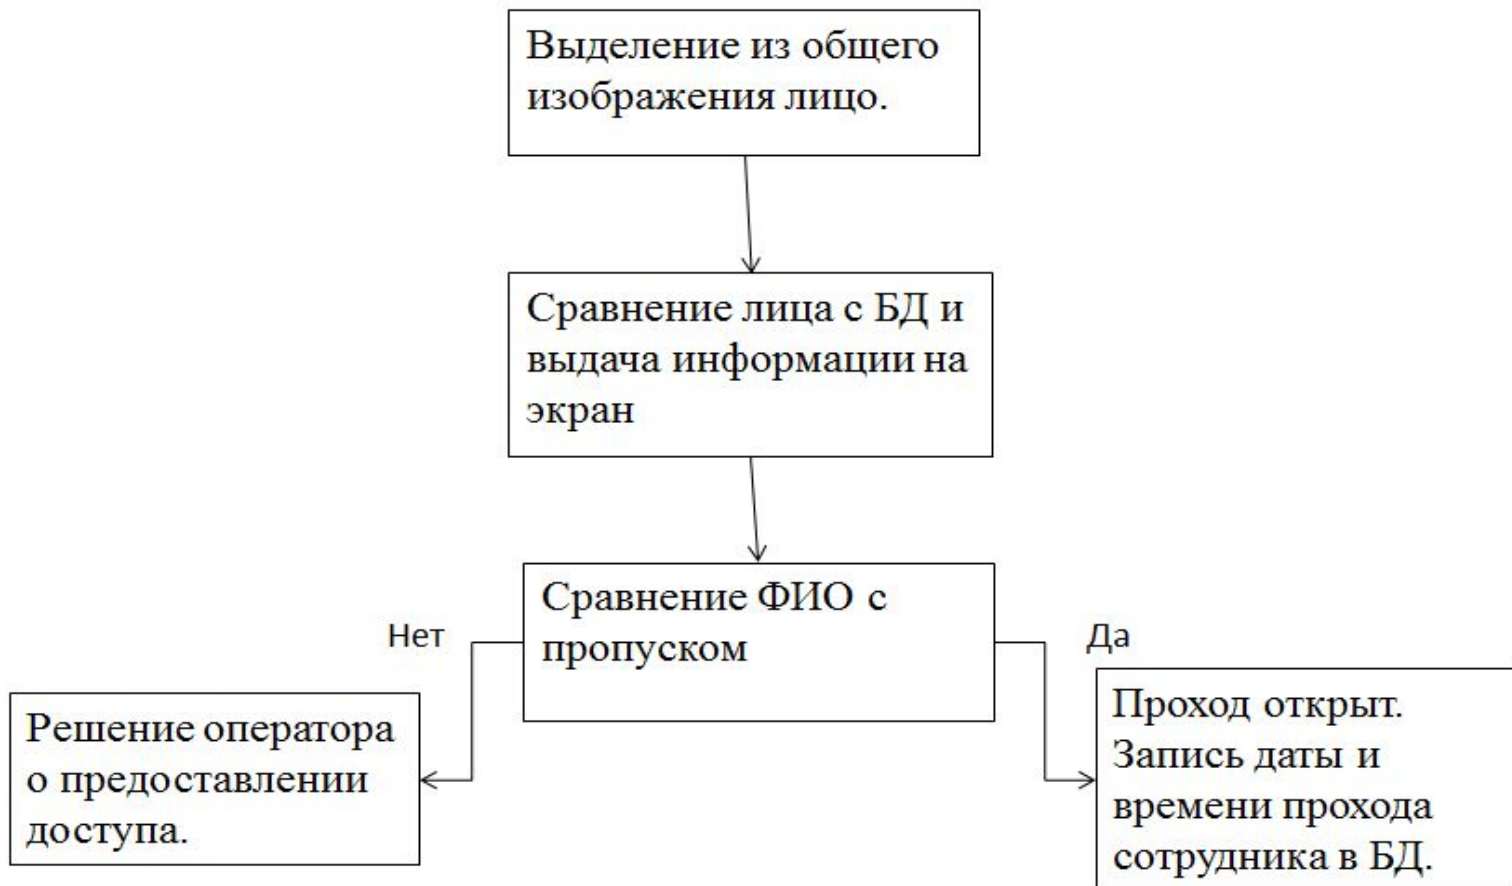 Выделение из общего
изображения лицо.
Сравнение лица с БД и
выдача информации на
экран
Сравнение ФИО с
пропуском
Нет
Да
Решение оператора
о предоставлении
доступа.
Проход открыт.
Запись даты и
времени прохода
сотрудника в БД.